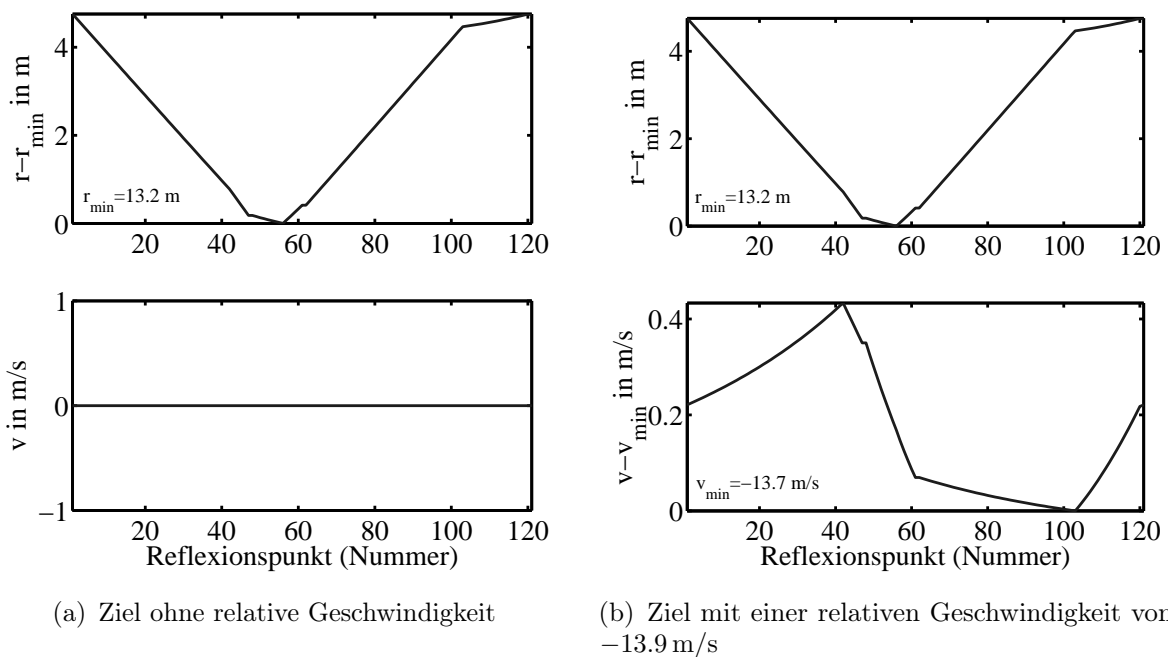 4
2
0
r−r_min in m
r_min=13.2 m
20 40 60 80 100 120
1
0
−1
v in m/s
20 40 60 80 100 120
Reflexionspunkt (Nummer)
(a) Ziel ohne relative Geschwindigkeit
4
2
0
r−r_min in m
r_min=13.2 m
20 40 60 80 100 120
0.4
0.2
0
v−v_min in m/s
v_min=−13.7 m/s
20 40 60 80 100 120
Reflexionspunkt (Nummer)
(b) Ziel mit einer relativen Geschwindigkeit von
−13.9 m/s